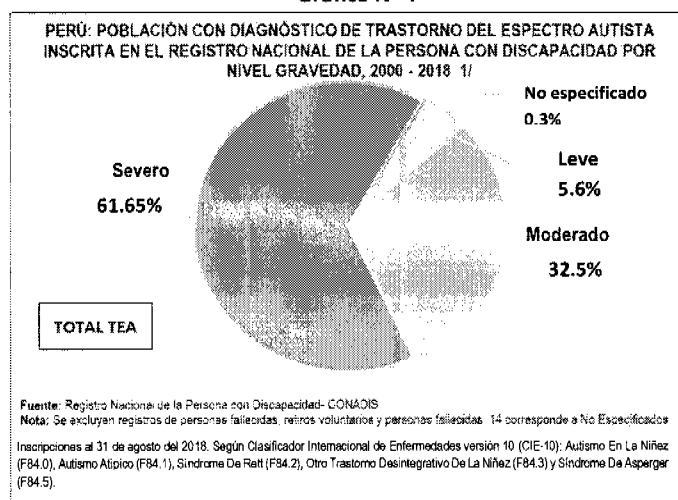 PERÚ: POBLACIÓN CON DIAGNÓSTICO DE TRASTORNO DEL ESPECTRO AUTISTA
INSCRITA EN EL REGISTRO NACIONAL DE LA PERSONA CON DISCAPACIDAD POR
NIVEL GRAVEDAD, 2000 - 2018 1/
No especificado
0.3%
Leve
5.6%
Severo
61.65%
Moderado
32.5%
TOTAL TEA
Fuente: Registro Nacional de la Persona con Discapacidad- CONADIS
Nota: Se excluyen registros de personas fallecidas, retiros voluntarios y personas fallecidas. 14 corresponde a No Especificados
Inscripciones al 31 de agosto del 2018. Según Clasificador Internacional de Enfermedades versión 10 (CIE-10): Autismo En La Niñez
(F84.0), Autismo Atípico (F84.1), Síndrome De Rett (F84.2), Otro Trastorno Desintegrativo De La Niñez (F84.3) y Síndrome De Asperger
(F84.5).